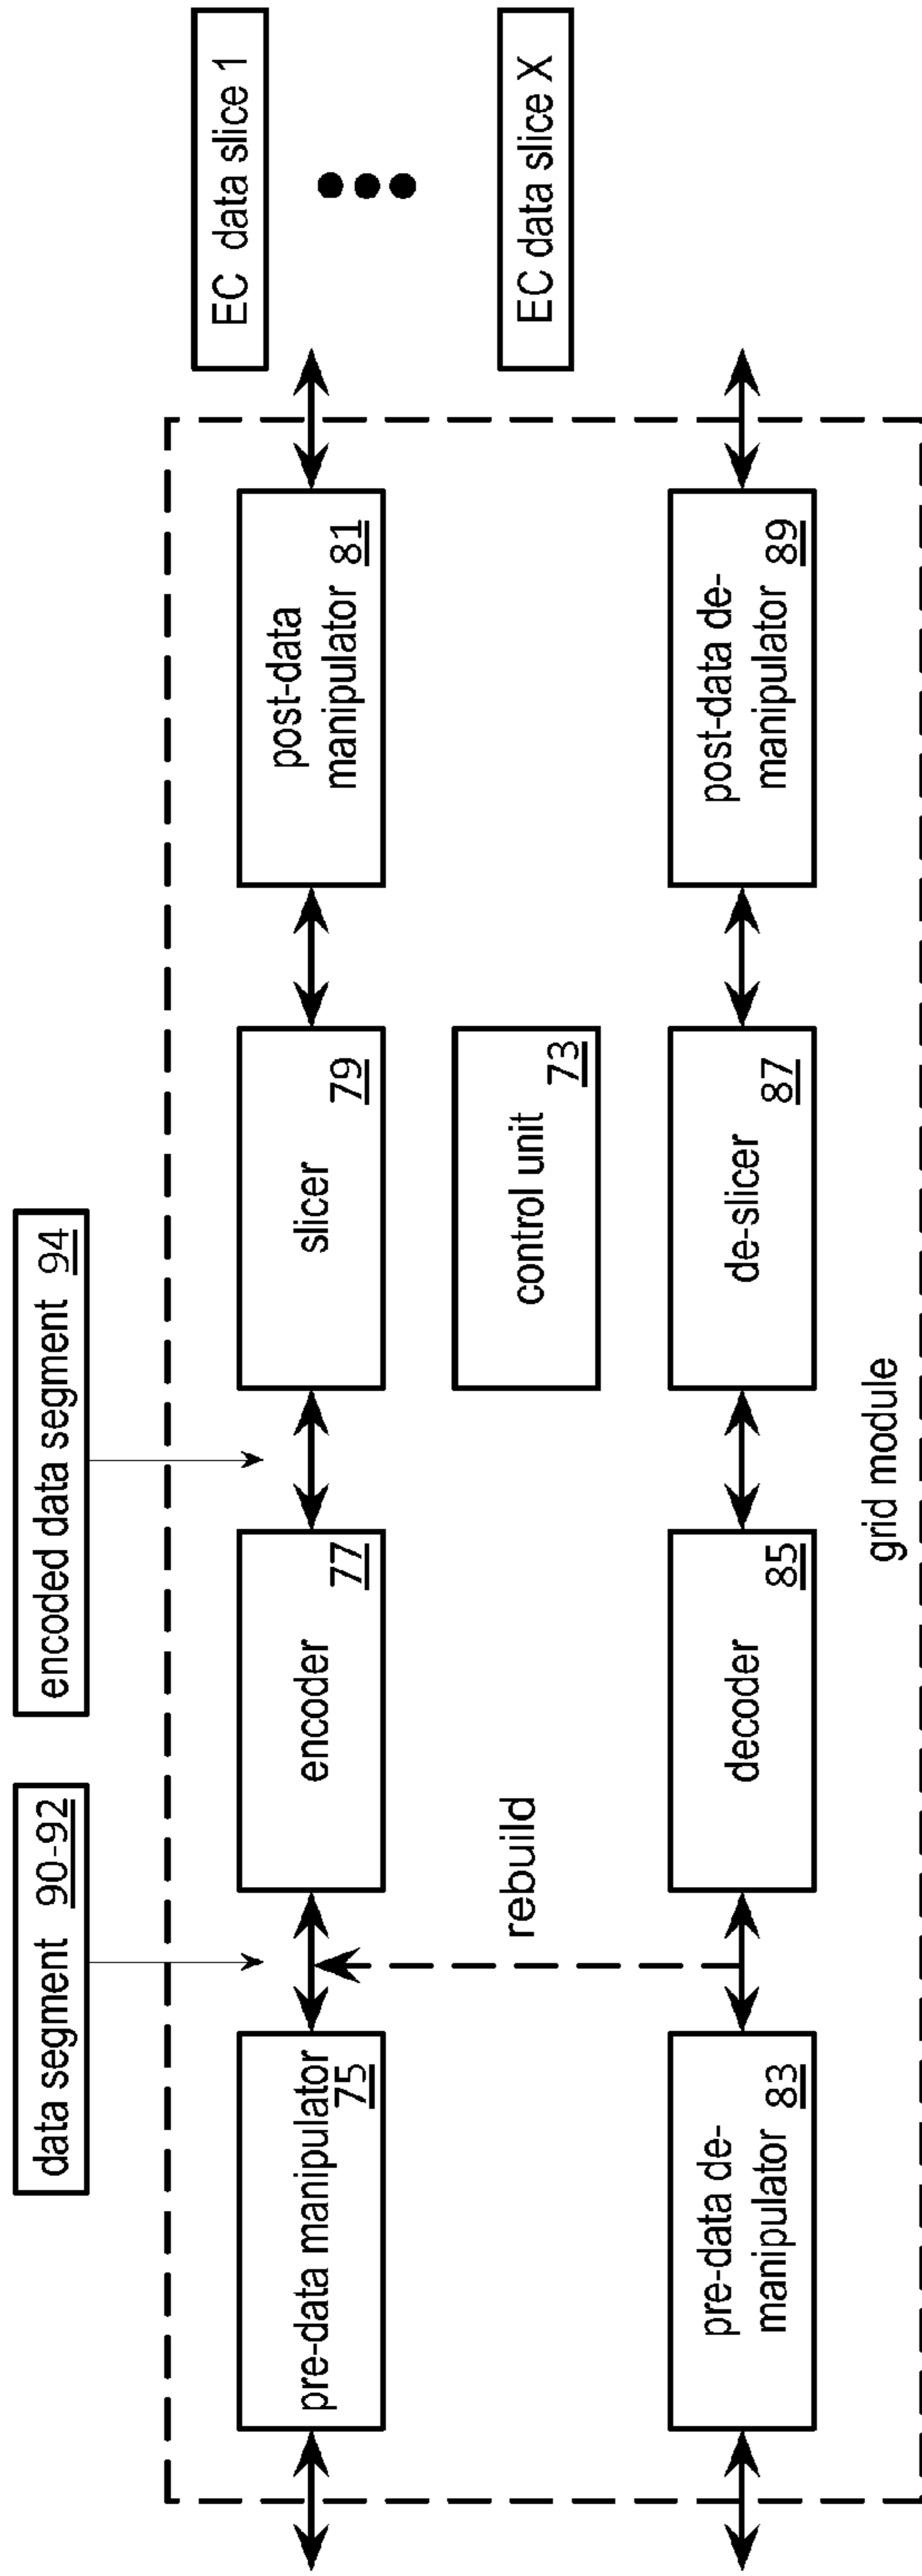 data segment 90-92
encoded data segment 94
EC data slice 1
EC data slice X
pre-data manipulator
75
encoder
77
slicer
79
post-data
manipulator 81
rebuild
control unit
73
pre-data de-
manipulator 83
decoder
85
de-slicer
87
post-data de-
manipulator 89
grid module